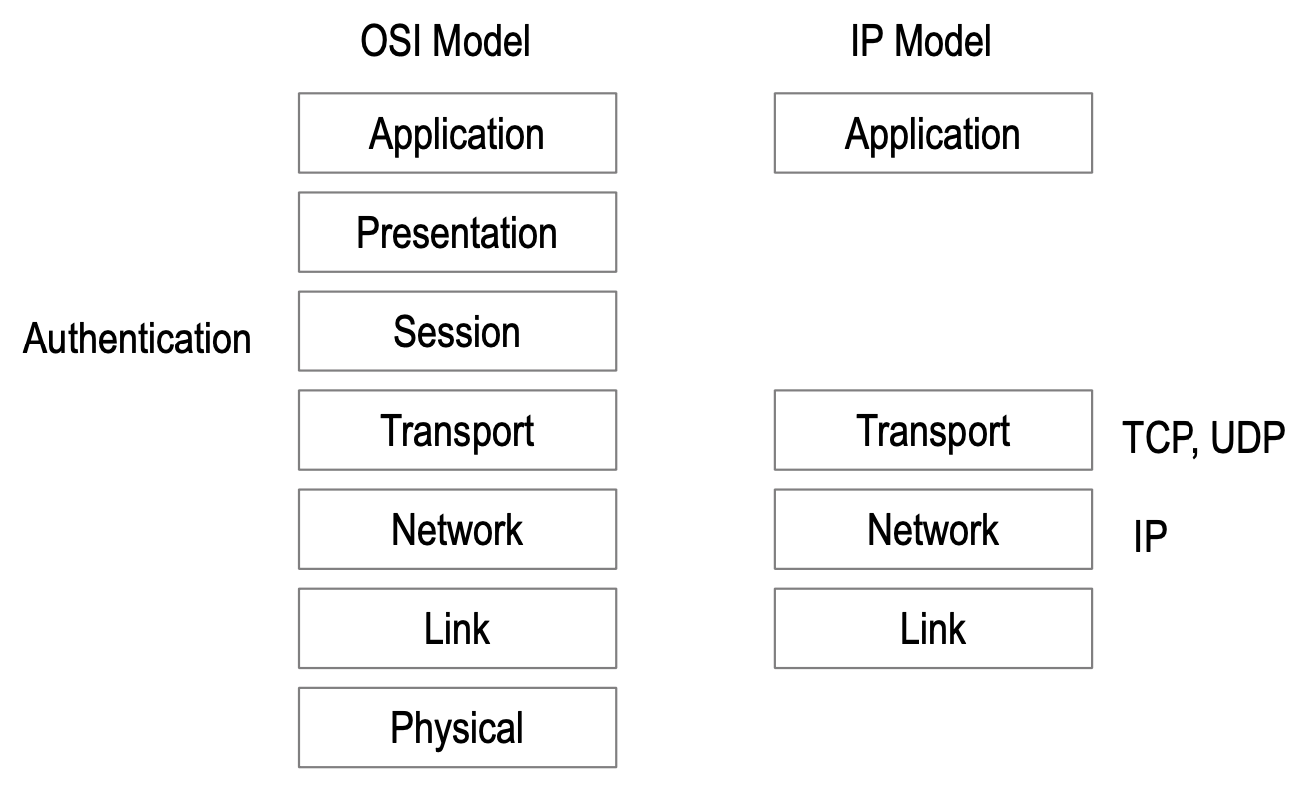 OSI Model
IP Model
Application
Application
Presentation
Authentication
Session
Transport
Transport
TCP, UDP
Network
Network
IP
Link
Link
Physical